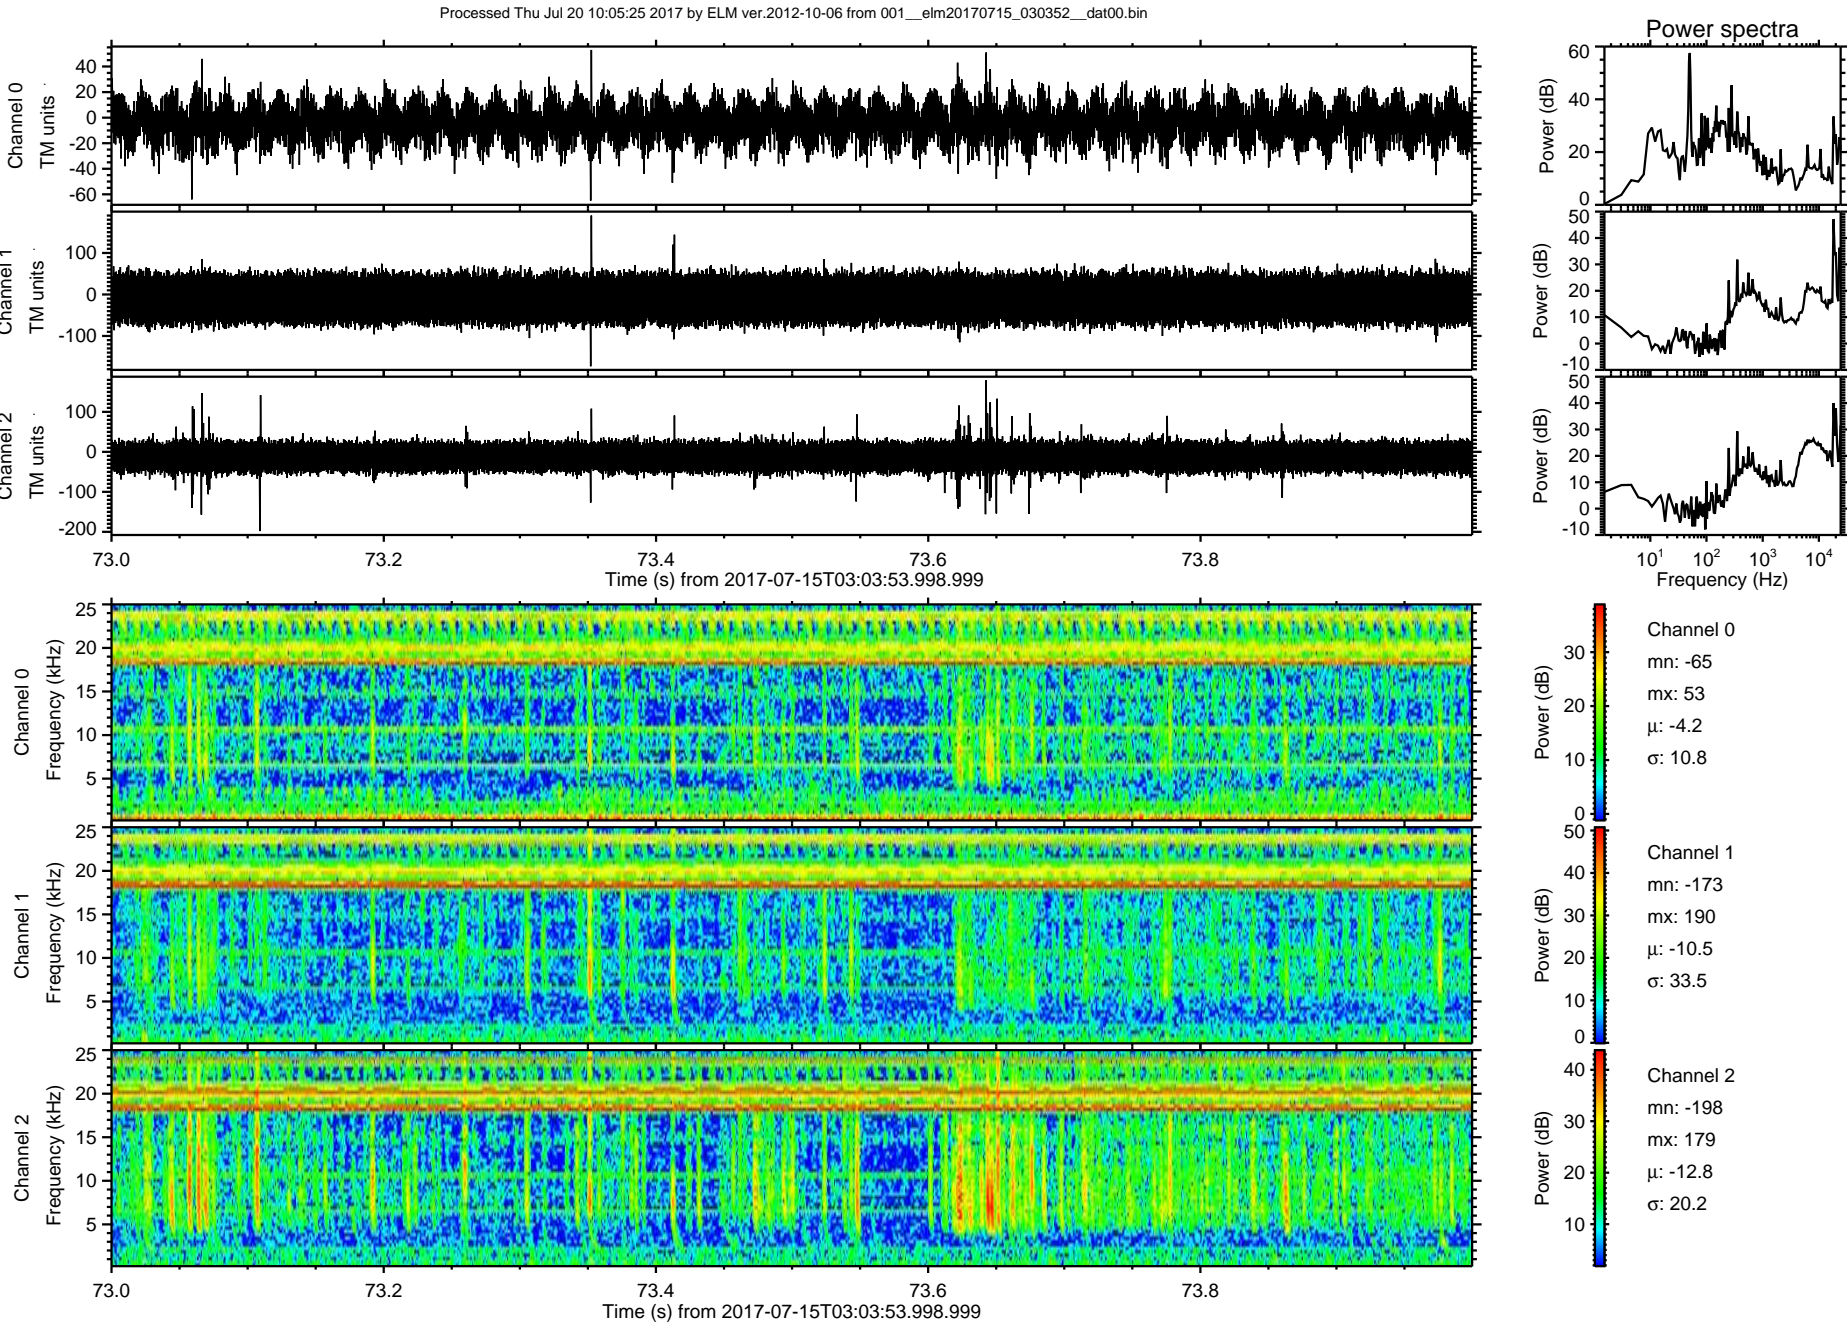 Processed Thu Jul 20 10:05:25 2017 by ELM ver.2012-10-06 from 001__elm20170715_030352__dat00.bin
Power spectra
Channel 0
TM units
40
20
0
-20
-40
-60
Power (dB)
60
40
20
0
Channel 1
TM units
100
0
-100
Power (dB)
50
40
30
20
10
0
-10
Channel 2
TM units
100
0
-100
-200
Power (dB)
50
40
30
20
10
0
-10
73.0 73.2 73.4 73.6 73.8
Time (s) from 2017-07-15T03:03:53.998.999
10^1 10^2 10^3 10^4
Frequency (Hz)
Channel 0
Frequency (kHz)
25
20
15
10
5
Power (dB)
30
20
10
0
Channel 0
mn: -65
mx: 53
μ: -4.2
σ: 10.8
Channel 1
Frequency (kHz)
25
20
15
10
5
Power (dB)
50
40
30
20
10
0
Channel 1
mn: -173
mx: 190
μ: -10.5
σ: 33.5
Channel 2
Frequency (kHz)
25
20
15
10
5
Power (dB)
40
30
20
10
Channel 2
mn: -198
mx: 179
μ: -12.8
σ: 20.2
73.0 73.2 73.4 73.6 73.8
Time (s) from 2017-07-15T03:03:53.998.999